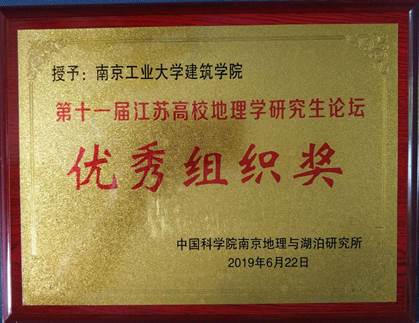 授予：南京工业大学建筑学院
第十一届江苏高校地理学研究生论坛
优秀组织奖
中国科学院南京地理与湖泊研究所
2019年6月22日